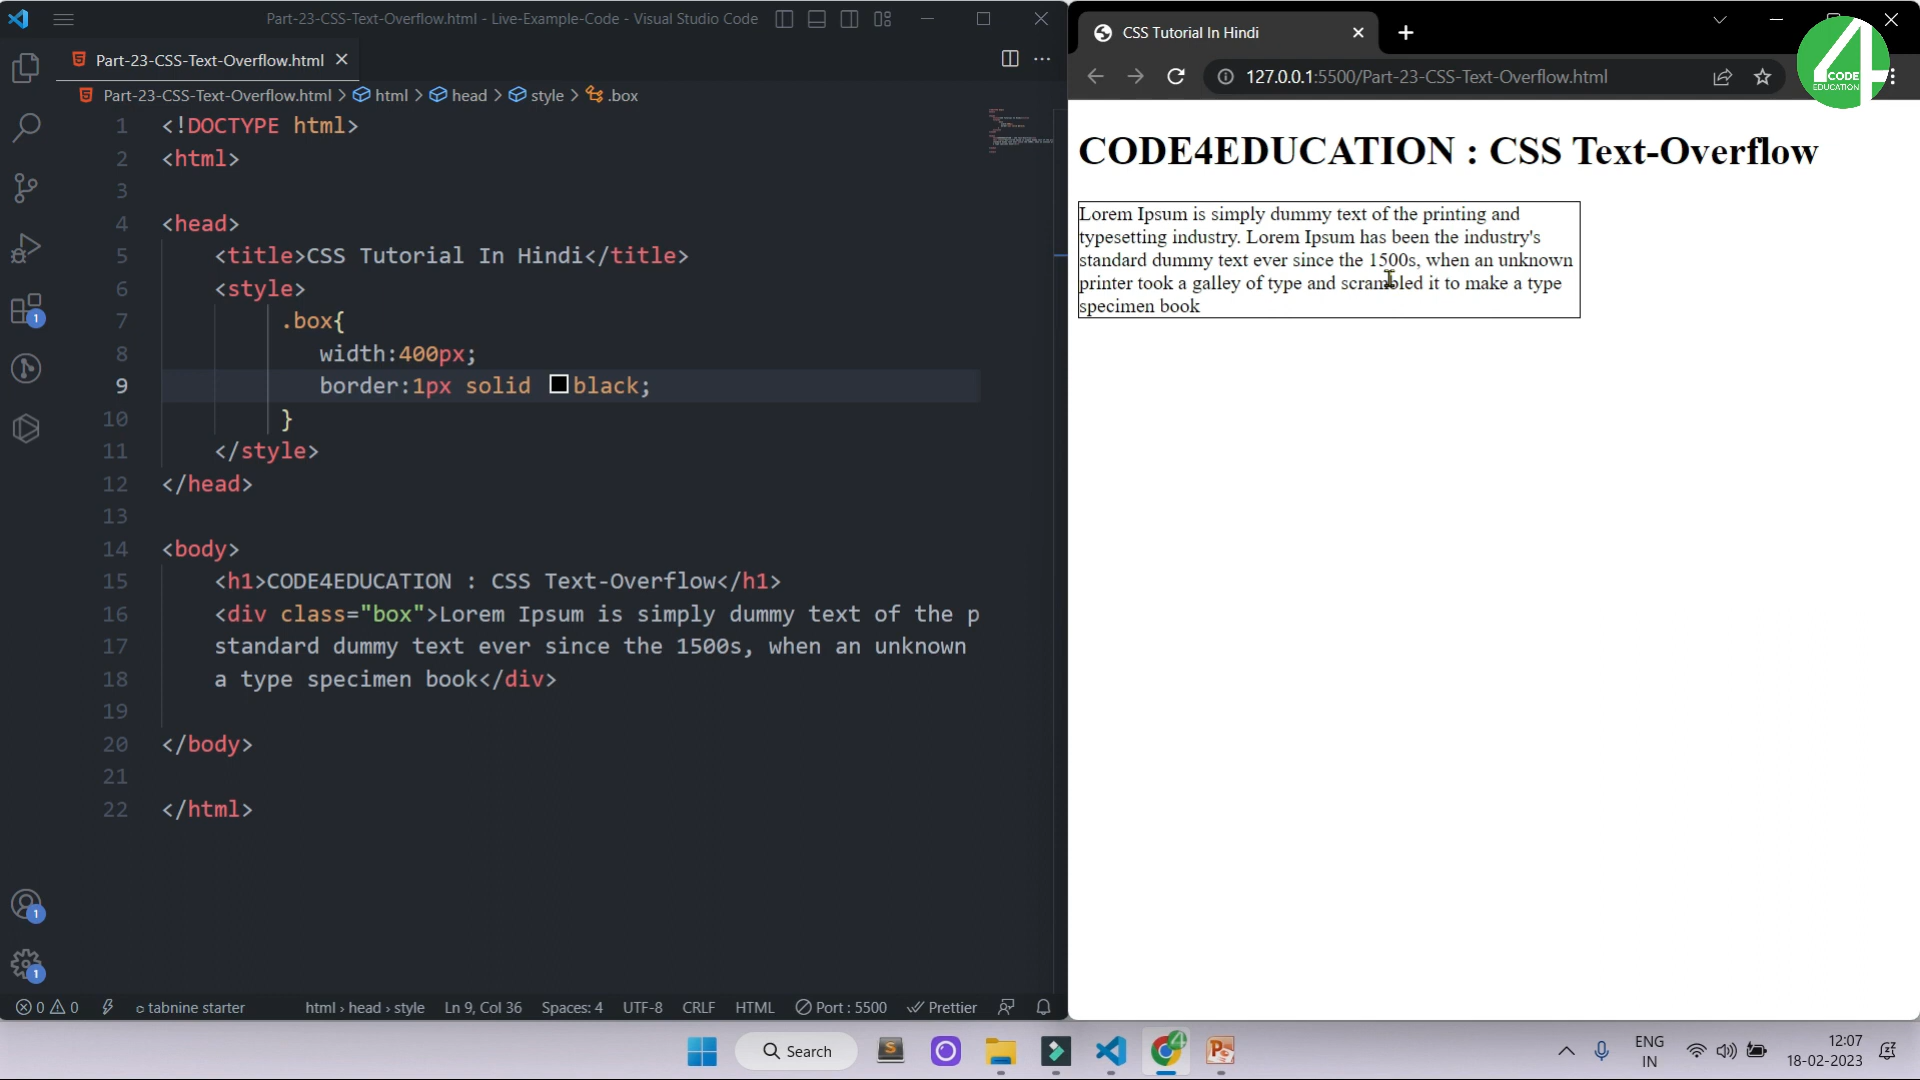 Part-23-CSS-Text-Overflow.html - Live-Example-Code - Visual Studio Code
Part-23-CSS-Text-Overflow.html
Part-23-CSS-Text-Overflow.html > html > head > style > .box
1 <!DOCTYPE html>
2 <html>
3
4 <head>
5 <title>CSS Tutorial In Hindi</title>
6 <style>
7 .box{
8 width:400px;
9 border:1px solid black;
10 }
11 </style>
12 </head>
13
14 <body>
15 <h1>CODE4EDUCATION : CSS Text-Overflow</h1>
16 <div class="box">Lorem Ipsum is simply dummy text of the p
17 standard dummy text ever since the 1500s, when an unknown
18 a type specimen book</div>
19
20 </body>
21
22 </html>
1
1
1
0 0 tabnine starter html › head › style Ln 9, Col 36 Spaces: 4 UTF-8 CRLF HTML Port : 5500 Prettier
CSS Tutorial In Hindi
127.0.0.1:5500/Part-23-CSS-Text-Overflow.html
4
CODE
EDUCATION
CODE4EDUCATION : CSS Text-Overflow
Lorem Ipsum is simply dummy text of the printing and
typesetting industry. Lorem Ipsum has been the industry's
standard dummy text ever since the 1500s, when an unknown
printer took a galley of type and scrambled it to make a type
specimen book
Search
ENG
IN
12:07
18-02-2023